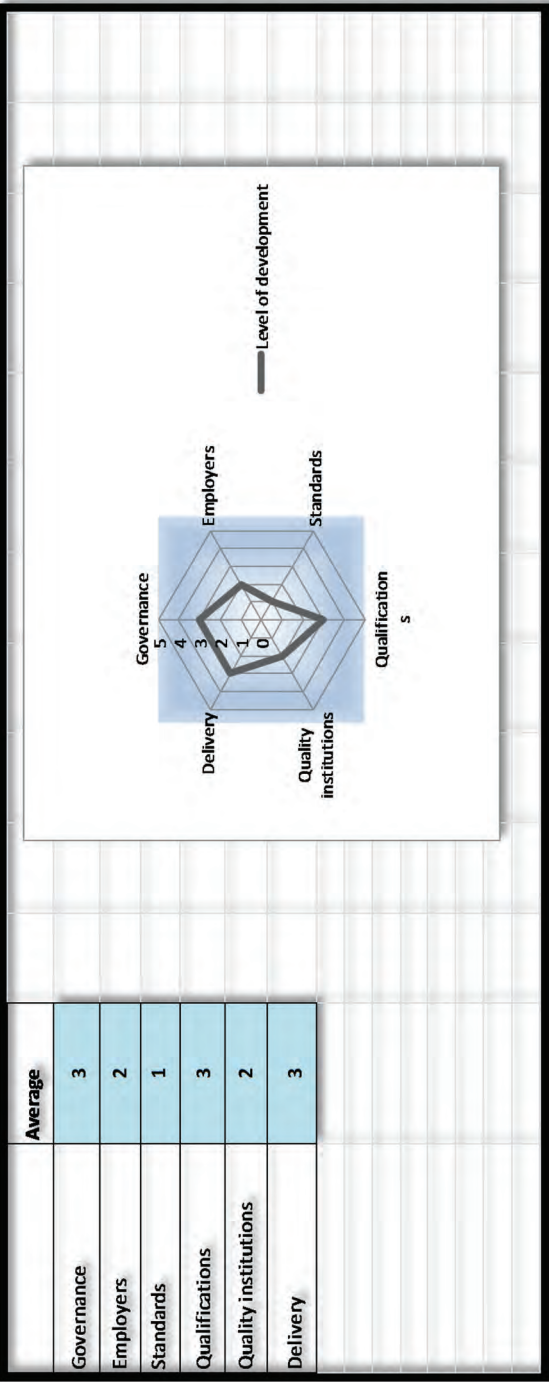 Average
Governance 3
Employers 2
Standards 1
Qualifications 3
Quality institutions 2
Delivery 3
Governance
5
4
3
2
1
0
Employers
Standards
Qualification
s
Quality
institutions
Delivery
Level of development